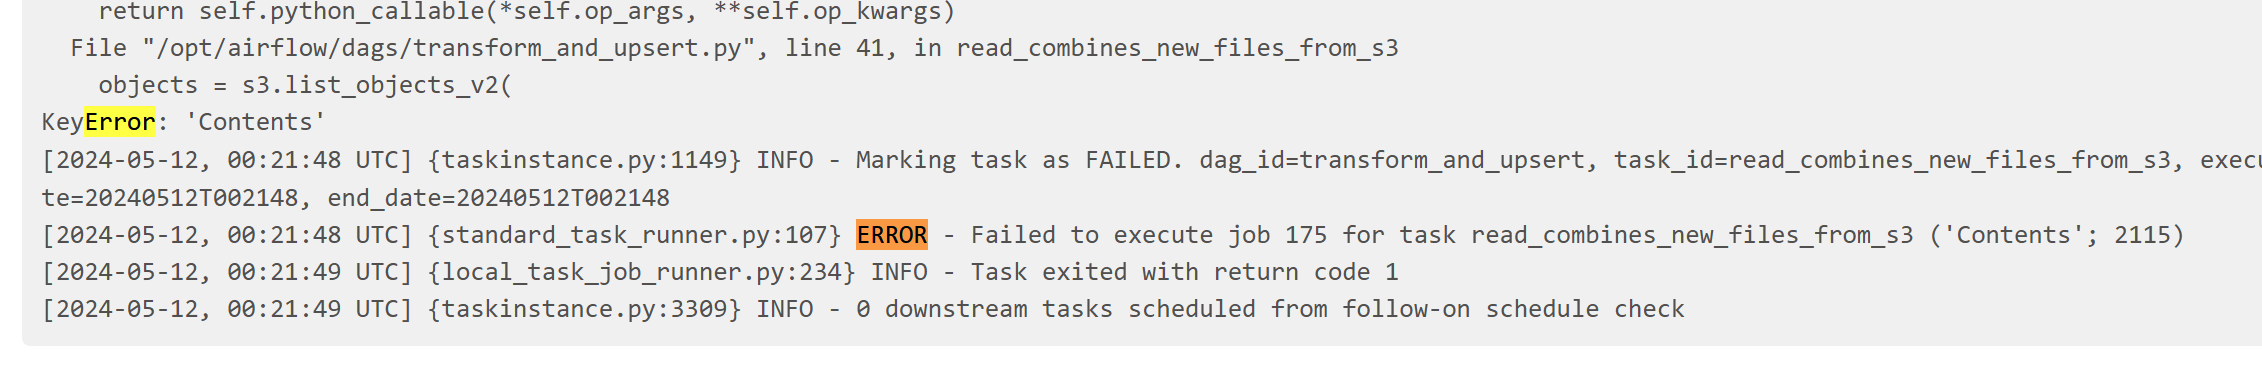 return self.python_callable(*self.op_args, **self.op_kwargs)
File "/opt/airflow/dags/transform_and_upsert.py", line 41, in read_combines_new_files_from_s3
objects = s3.list_objects_v2(
KeyError: 'Contents'
[2024-05-12, 00:21:48 UTC] {taskinstance.py:1149} INFO - Marking task as FAILED. dag_id=transform_and_upsert, task_id=read_combines_new_files_from_s3, execu
te=20240512T002148, end_date=20240512T002148
[2024-05-12, 00:21:48 UTC] {standard_task_runner.py:107} ERROR - Failed to execute job 175 for task read_combines_new_files_from_s3 ('Contents'; 2115)
[2024-05-12, 00:21:49 UTC] {local_task_job_runner.py:234} INFO - Task exited with return code 1
[2024-05-12, 00:21:49 UTC] {taskinstance.py:3309} INFO - 0 downstream tasks scheduled from follow-on schedule check